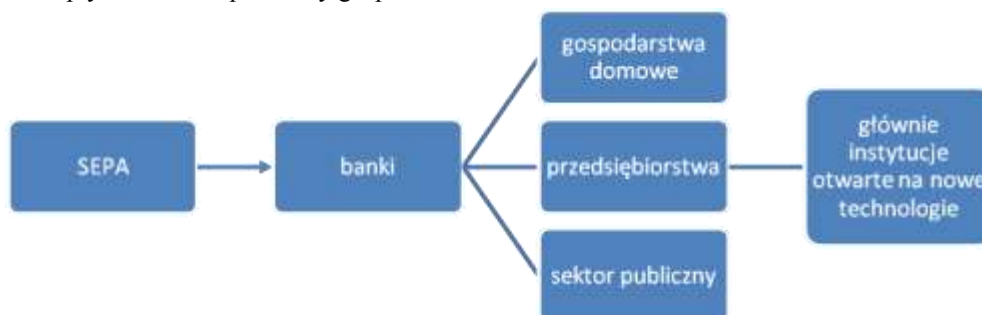 SEPA
banki
gospodarstwa
domowe
przedsiębiorstwa
sektor publiczny
głównie
instytucje
otwarte na nowe
technologie